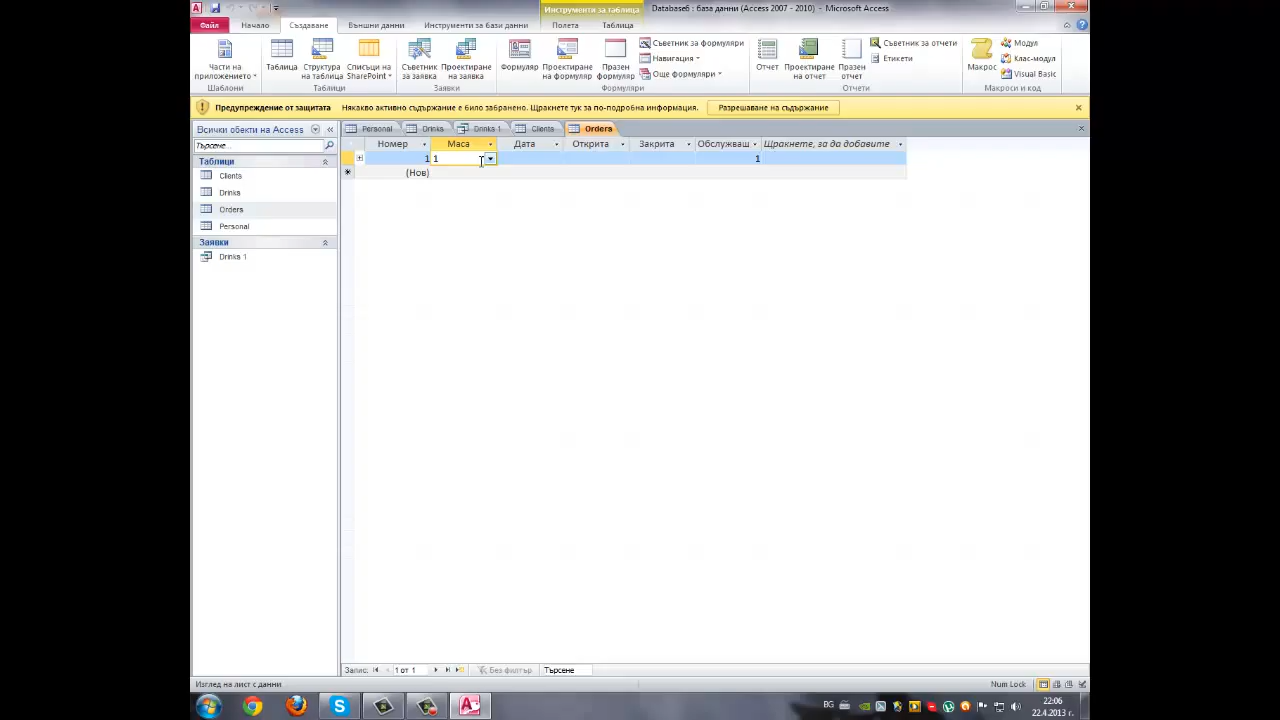 Инструменти за таблица
Database6 : база данни (Access 2007 - 2010) - Microsoft Access
Файл Начало Създаване Външни данни Инструменти за бази данни Полета Таблица
Части на приложението
Таблица
Структура на таблица
Списъци на SharePoint
Съветник за заявка
Проектиране на заявка
Формуляр
Проектиране на формуляр
Празен формуляр
Съветник за формуляри
Навигация
Още формуляри
Отчет
Проектиране на отчет
Празен отчет
Съветник за отчети
Етикети
Макрос
Модул
Клас-модул
Visual Basic
Шаблони Таблици Заявки Формуляри Отчети Макроси и код
Предупреждение от защитата Някакво активно съдържание е било забранено. Щракнете тук за по-подробна информация. Разрешаване на съдържание
Всички обекти на Access
Personal Drinks Drinks 1 Clients Orders
Търсене...
Номер Маса Дата Открита Закрита Обслужващ Щракнете, за да добавите
1 1 1
(Нов)
Таблици
Clients
Drinks
Orders
Personal
Заявки
Drinks 1
Запис: 1 от 1 Без филтър Търсене
Изглед на лист с данни Num Lock
BG
22:06
22.4.2013 г.